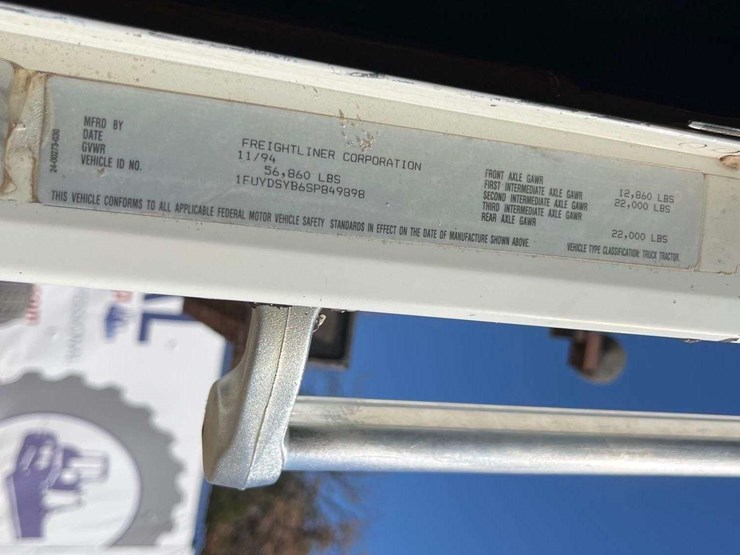 24-00273-030
MFRD BY FREIGHTLINER CORPORATION
DATE 11/94
GVWR 56,860 LBS
VEHICLE ID NO. 1FUYDSYB6SP849898
FRONT AXLE GAWR 12,860 LBS
FIRST INTERMEDIATE AXLE GAWR 22,000 LBS
SECOND INTERMEDIATE AXLE GAWR
THIRD INTERMEDIATE AXLE GAWR
REAR AXLE GAWR 22,000 LBS
THIS VEHICLE CONFORMS TO ALL APPLICABLE FEDERAL MOTOR VEHICLE SAFETY STANDARDS IN EFFECT ON THE DATE OF MANUFACTURE SHOWN ABOVE.
VEHICLE TYPE CLASSIFICATION: TRUCK TRACTOR